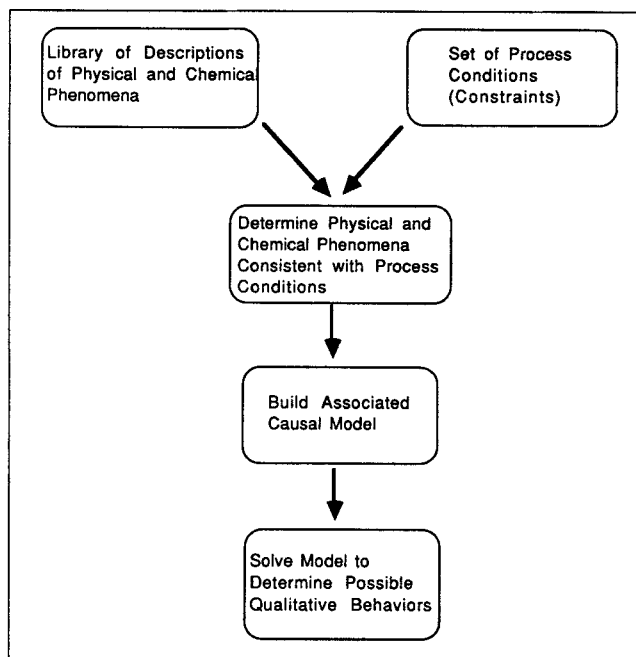 Library of Descriptions
of Physical and Chemical
Phenomena
Set of Process
Conditions
(Constraints)
Determine Physical and
Chemical Phenomena
Consistent with Process
Conditions
Build Associated
Causal Model
Solve Model to
Determine Possible
Qualitative Behaviors